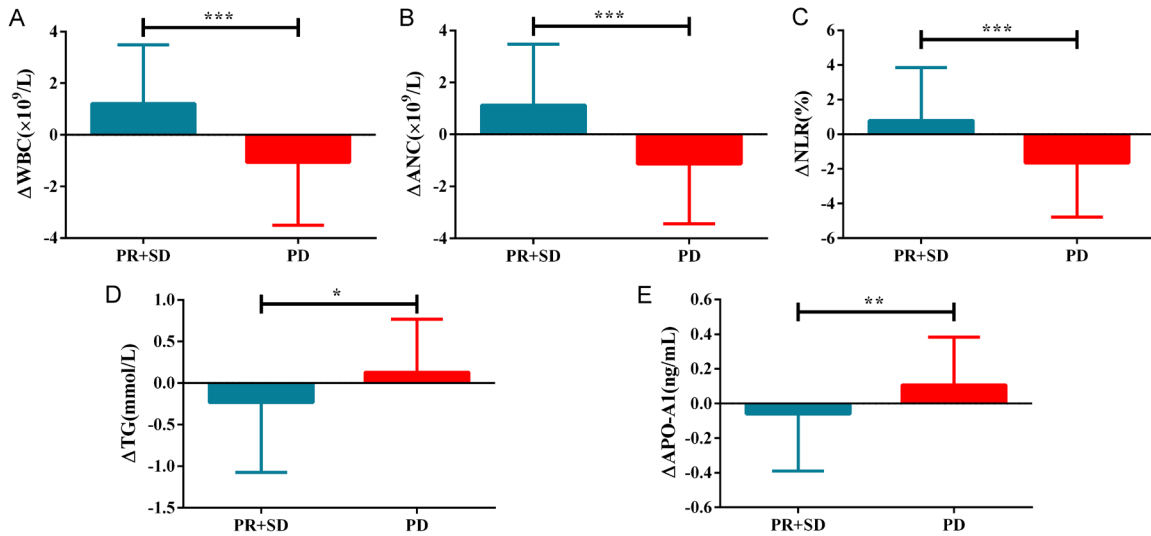 A
ΔWBC(×10⁹/L)
4
2
0
-2
-4
***
PR+SD PD
B
ΔANC(×10⁹/L)
4
2
0
-2
-4
***
PR+SD PD
C
ΔNLR(%)
6
4
2
0
-2
-4
-6
***
PR+SD PD
D
ΔTG(mmol/L)
1.0
0.5
0.0
-0.5
-1.0
-1.5
*
PR+SD PD
E
ΔAPO-A1(ng/mL)
0.6
0.4
0.2
0.0
-0.2
-0.4
-0.6
**
PR+SD PD